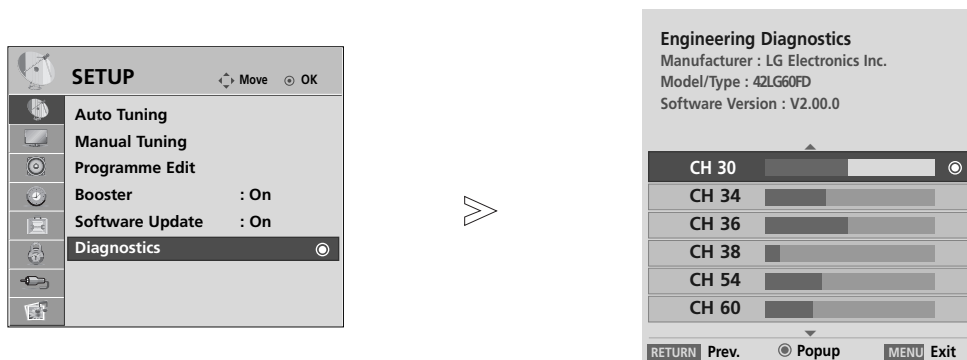 SETUP
Move OK
Auto Tuning
Manual Tuning
Programme Edit
Booster : On
Software Update : On
Diagnostics
Engineering Diagnostics
Manufacturer : LG Electronics Inc.
Model/Type : 42LG60FD
Software Version : V2.00.0
CH 30
CH 34
CH 36
CH 38
CH 54
CH 60
RETURN Prev. Popup MENU Exit